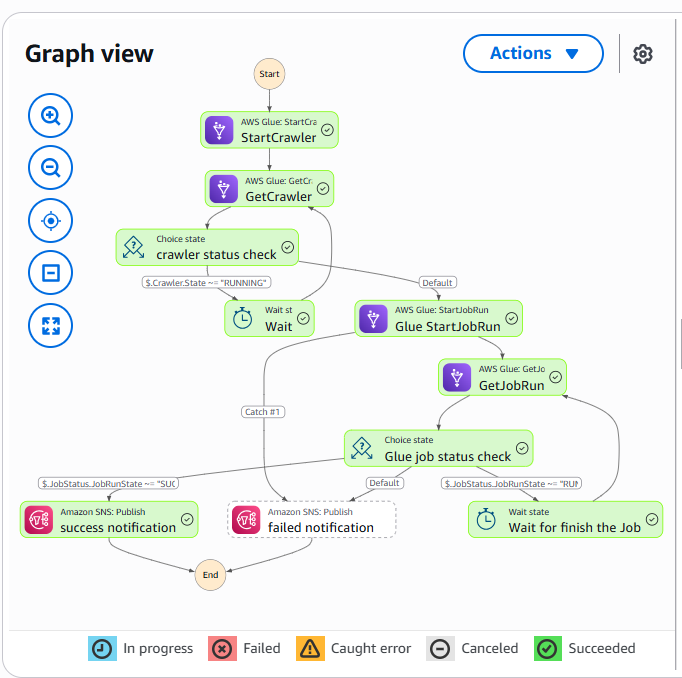 Graph view
Actions
Start
AWS Glue: StartCra
StartCrawler
AWS Glue: GetCr.
GetCrawler
Choice state
crawler status check
$.Crawler.State ~= "RUNNING"
Default
Wait st
Wait
AWS Glue: StartJobRun
Glue StartJobRun
AWS Glue: GetJo
GetJobRun
Catch #1
Choice state
Glue job status check
$.JobStatus.JobRunState ~= "SUC
Default
$.JobStatus.JobRunState ~= "RUN
Amazon SNS: Publish
success notification
Amazon SNS: Publish
failed notification
Wait state
Wait for finish the Job
End
In progress
Failed
Caught error
Canceled
Succeeded